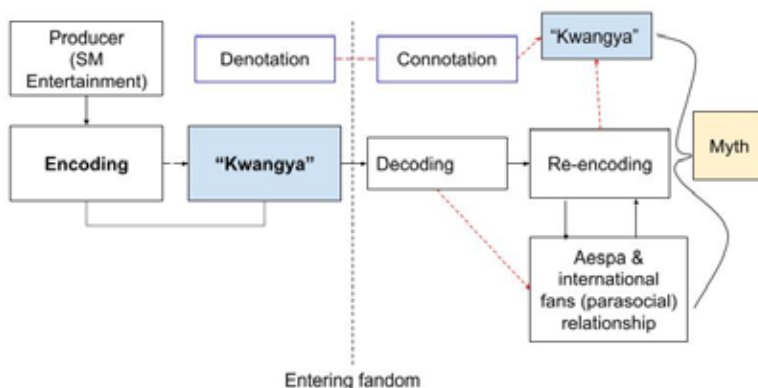 Producer
(SM
Entertainment)
Denotation
Connotation
“Kwangya”
Encoding
“Kwangya”
Decoding
Re-encoding
Myth
Aespa &
international
fans (parasocial)
relationship
Entering fandom